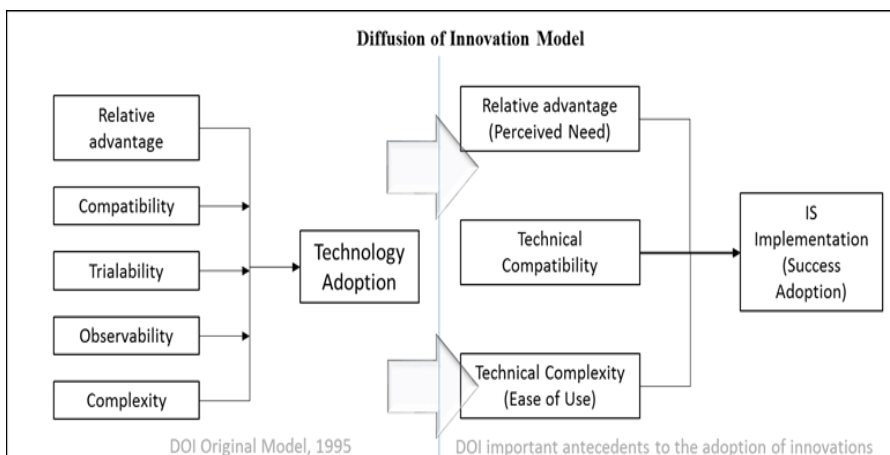 Diffusion of Innovation Model
Relative
advantage
Compatibility
Trialability
Observability
Complexity
Technology
Adoption
DOI Original Model, 1995
Relative advantage
(Perceived Need)
Technical
Compatibility
Technical Complexity
(Ease of Use)
IS
Implementation
(Success
Adoption)
DOI important antecedents to the adoption of innovations